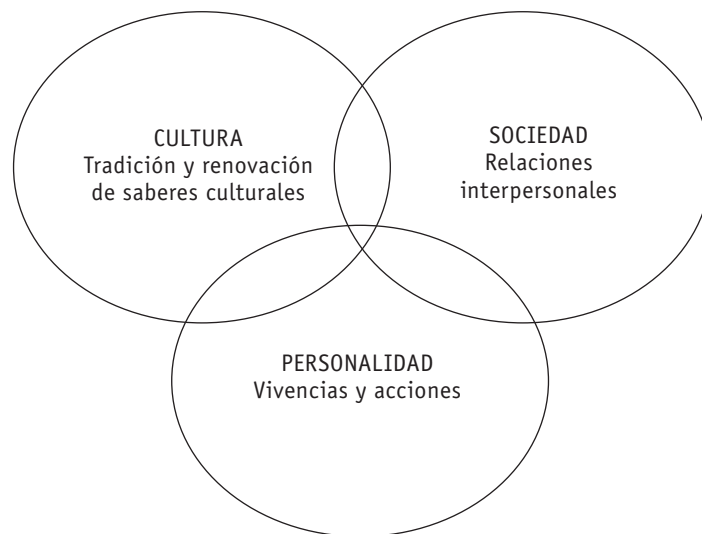 CULTURA
Tradición y renovación
de saberes culturales
SOCIEDAD
Relaciones
interpersonales
PERSONALIDAD
Vivencias y acciones